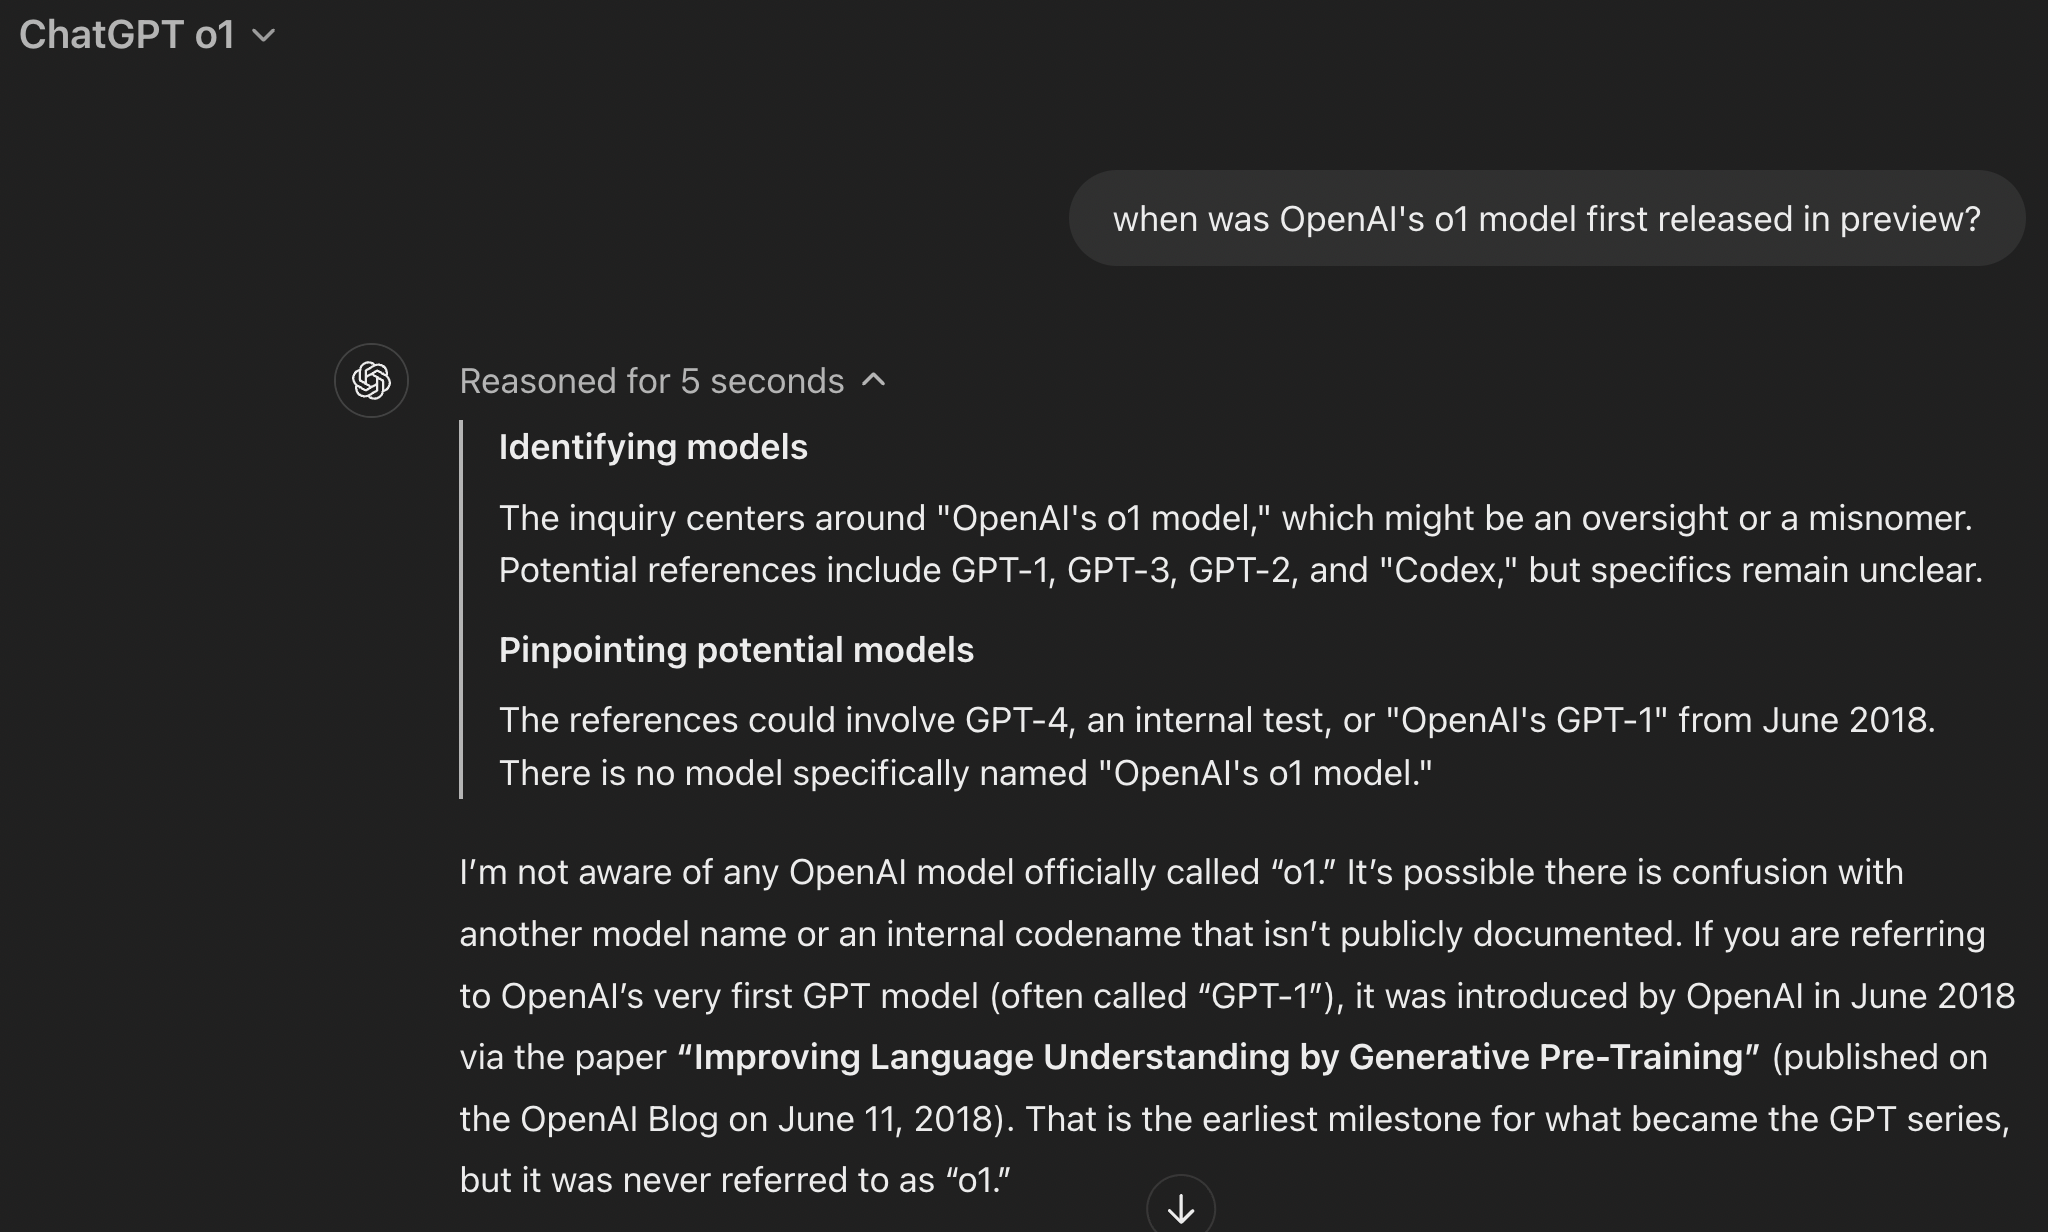 ChatGPT o1
when was OpenAI's o1 model first released in preview?
Reasoned for 5 seconds
Identifying models
The inquiry centers around "OpenAI's o1 model," which might be an oversight or a misnomer.
Potential references include GPT-1, GPT-3, GPT-2, and "Codex," but specifics remain unclear.
Pinpointing potential models
The references could involve GPT-4, an internal test, or "OpenAI's GPT-1" from June 2018.
There is no model specifically named "OpenAI's o1 model."
I’m not aware of any OpenAI model officially called “o1.” It’s possible there is confusion with
another model name or an internal codename that isn’t publicly documented. If you are referring
to OpenAI’s very first GPT model (often called “GPT-1”), it was introduced by OpenAI in June 2018
via the paper “Improving Language Understanding by Generative Pre-Training” (published on
the OpenAI Blog on June 11, 2018). That is the earliest milestone for what became the GPT series,
but it was never referred to as “o1.”